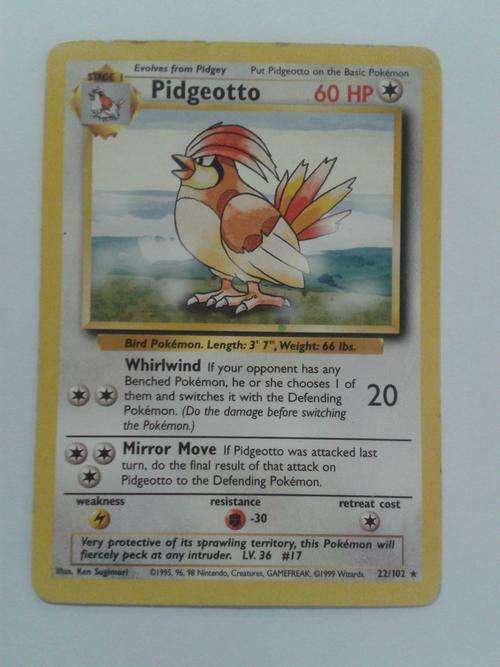 Evolves from Pidgey Put Pidgeotto on the Basic Pokémon
STAGE 1
Pidgeotto 60 HP
Bird Pokémon. Length: 3' 7", Weight: 66 lbs.
Whirlwind If your opponent has any
Benched Pokémon, he or she chooses 1 of
them and switches it with the Defending
Pokémon. (Do the damage before switching
the Pokémon.)
20
Mirror Move If Pidgeotto was attacked last
turn, do the final result of that attack on
Pidgeotto to the Defending Pokémon.
weakness resistance retreat cost
-30
Very protective of its sprawling territory, this Pokémon will
fiercely peck at any intruder. LV. 36 #17
Illus. Ken Sugimori ©1995, 96, 98 Nintendo, Creatures, GAMEFREAK. ©1999 Wizards. 22/102 ★